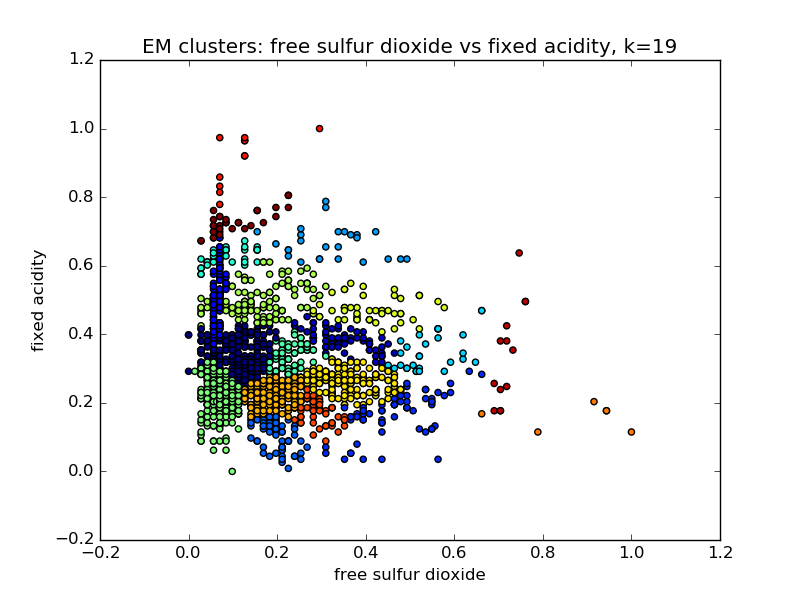 EM clusters: free sulfur dioxide vs fixed acidity, k=19
1.2
1.0
0.8
0.6
0.4
0.2
0.0
−0.2
fixed acidity
−0.2 0.0 0.2 0.4 0.6 0.8 1.0 1.2
free sulfur dioxide